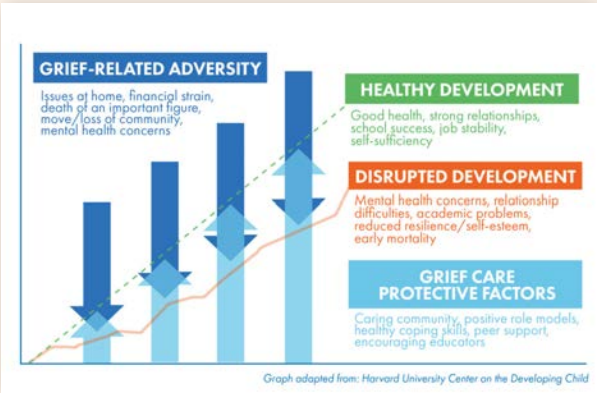 GRIEF-RELATED ADVERSITY
Issues at home, financial strain,
death of an important figure,
move/loss of community,
mental health concerns
HEALTHY DEVELOPMENT
Good health, strong relationships,
school success, job stability,
self-sufficiency
DISRUPTED DEVELOPMENT
Mental health concerns, relationship
difficulties, academic problems,
reduced resilience/self-esteem,
early mortality
GRIEF CARE
PROTECTIVE FACTORS
Caring community, positive role models,
healthy coping skills, peer support,
encouraging educators
Graph adapted from: Harvard University Center on the Developing Child